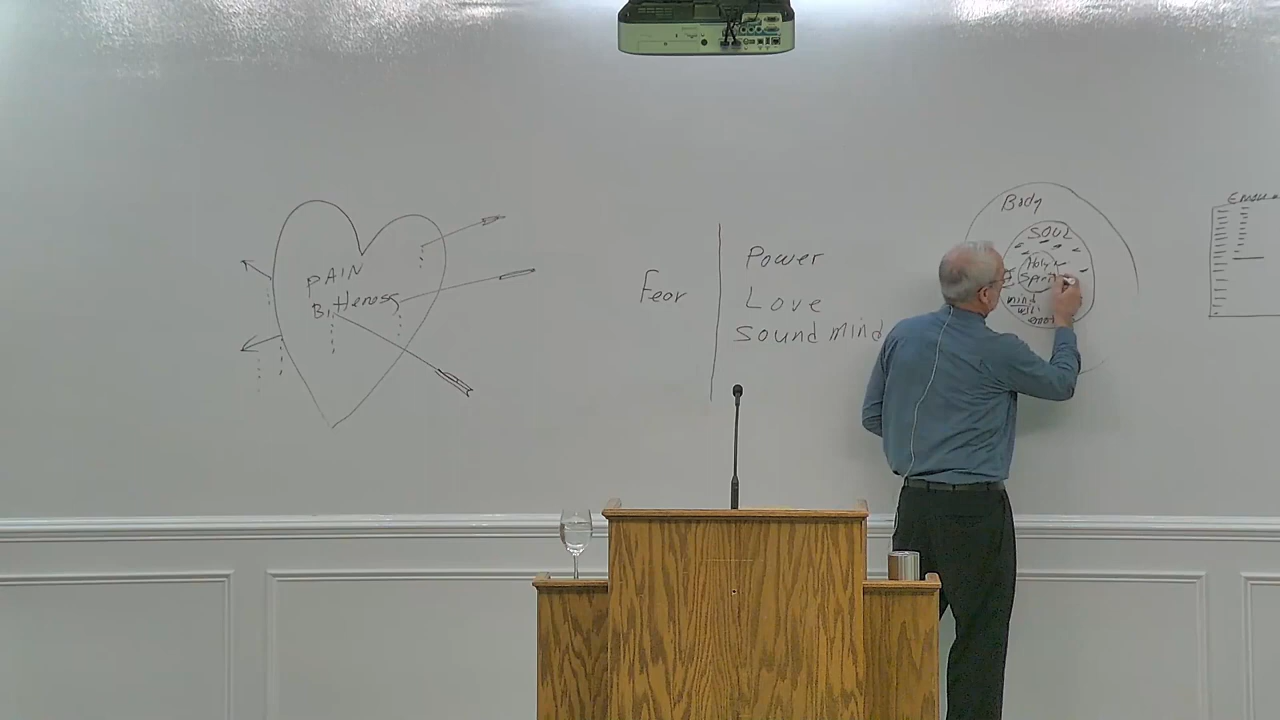 PAIN
Bitterness
Fear
Power
Love
Sound Mind
Body
SOUL
Holy
Spirit
mind
will
emot